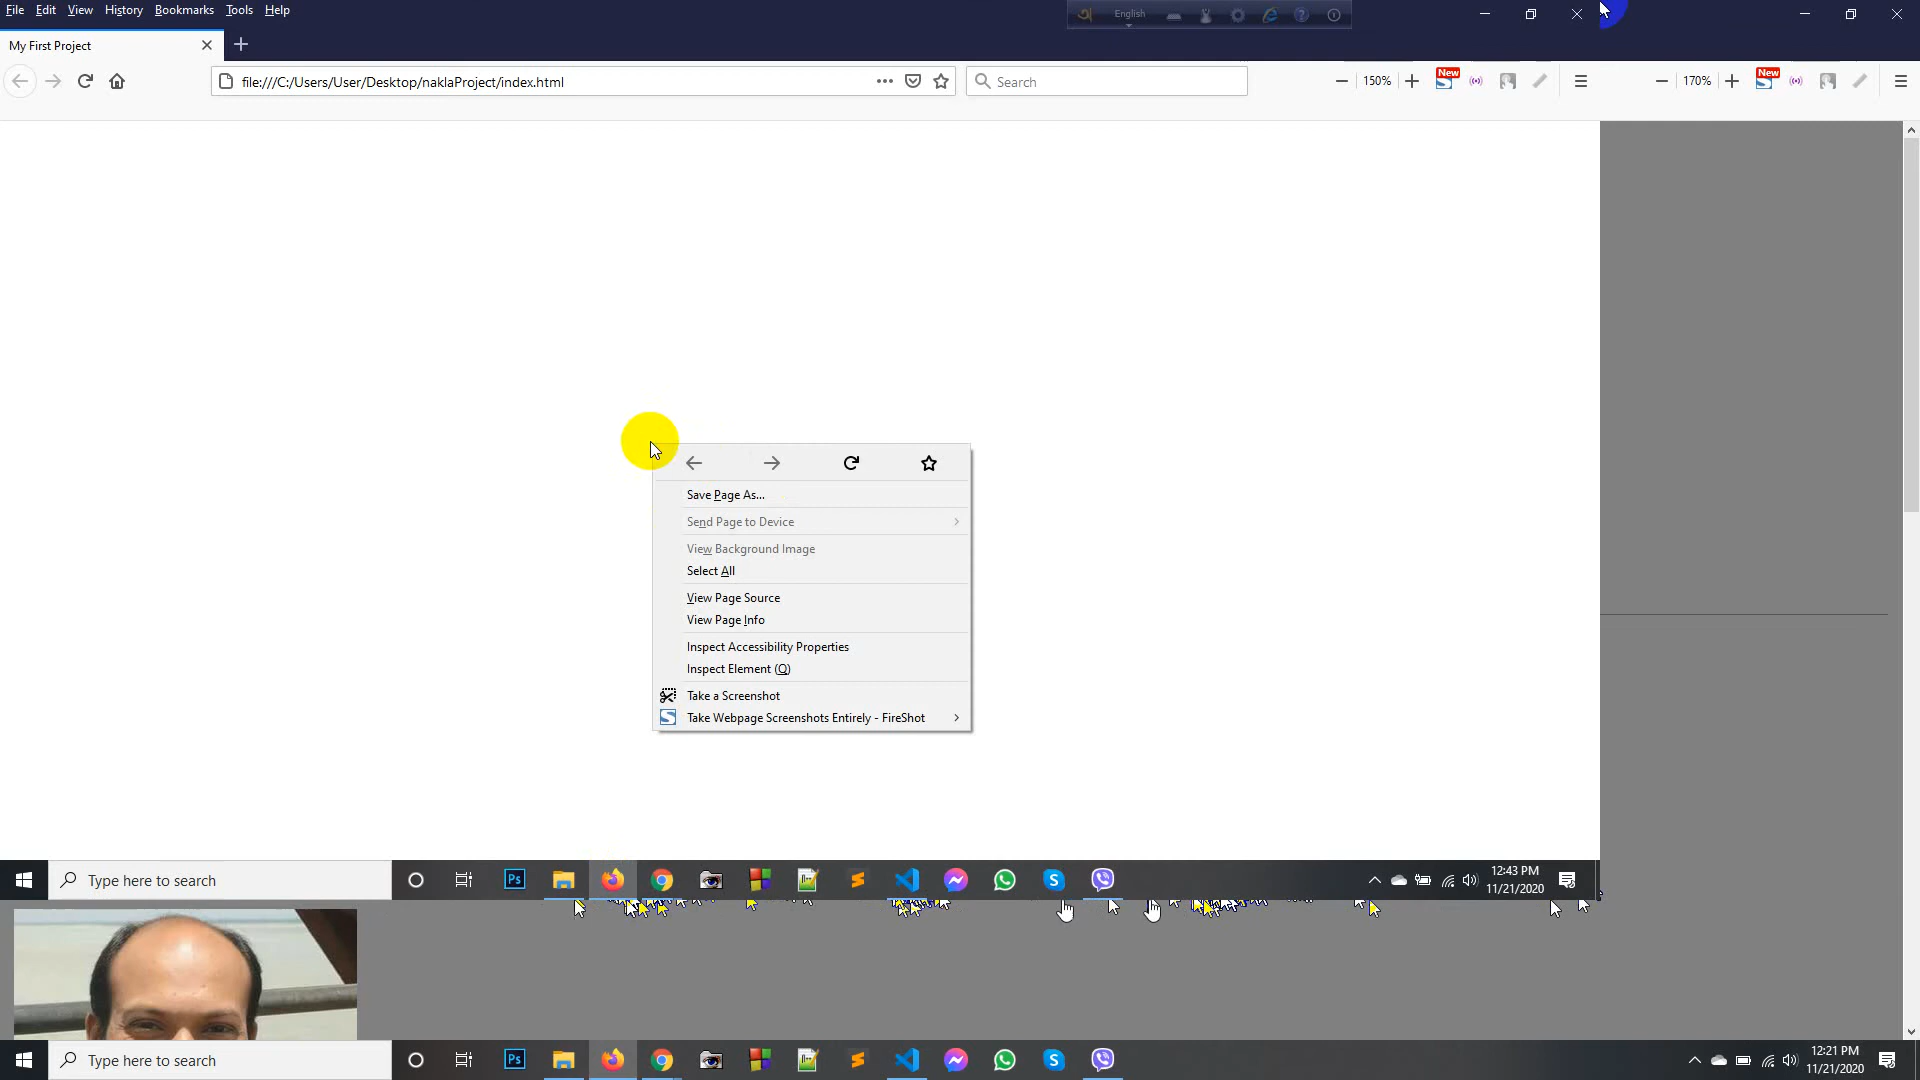 File Edit View History Bookmarks Tools Help
English
My First Project
file:///C:/Users/User/Desktop/naklaProject/index.html
Search
150%
New
170%
New
Save Page As...
Send Page to Device
View Background Image
Select All
View Page Source
View Page Info
Inspect Accessibility Properties
Inspect Element (Q)
Take a Screenshot
Take Webpage Screenshots Entirely - FireShot
Type here to search
Ps
12:43 PM
11/21/2020
Type here to search
Ps
12:21 PM
11/21/2020